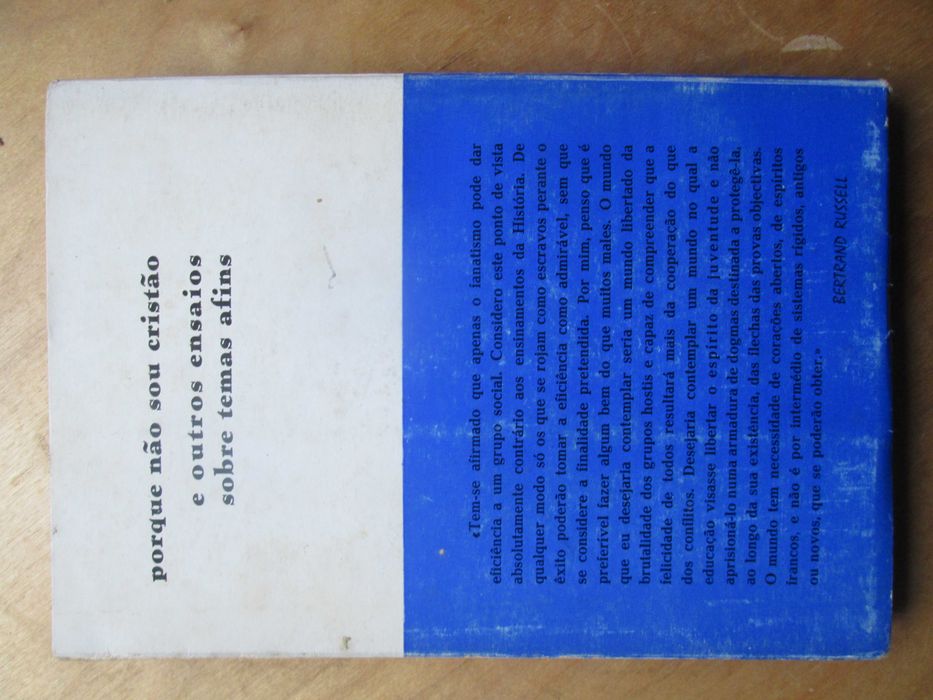 porque não sou cristão
e outros ensaios
sobre temas afins
«Tem-se afirmado que apenas o fanatismo pode dar
eficiência a um grupo social. Considero este ponto de vista
absolutamente contrário aos ensinamentos da História. De
qualquer modo só os que se rojam como escravos perante o
êxito poderão tomar a eficiência como admirável, sem que
se considere a finalidade pretendida. Por mim, penso que é
preferível fazer algum bem do que muitos males. O mundo
que eu desejaria contemplar seria um mundo libertado da
brutalidade dos grupos hostis e capaz de compreender que a
felicidade de todos resultará mais da cooperação do que
dos conflitos. Desejaria contemplar um mundo no qual a
educação visasse libertar o espírito da juventude e não
aprisioná-lo numa armadura de dogmas destinada a protegê-la,
ao longo da sua existência, das flechas das provas objectivas.
O mundo tem necessidade de corações abertos, de espíritos
francos, e não é por intermédio de sistemas rígidos, antigos
ou novos, que se poderão obter.»
BERTRAND RUSSELL